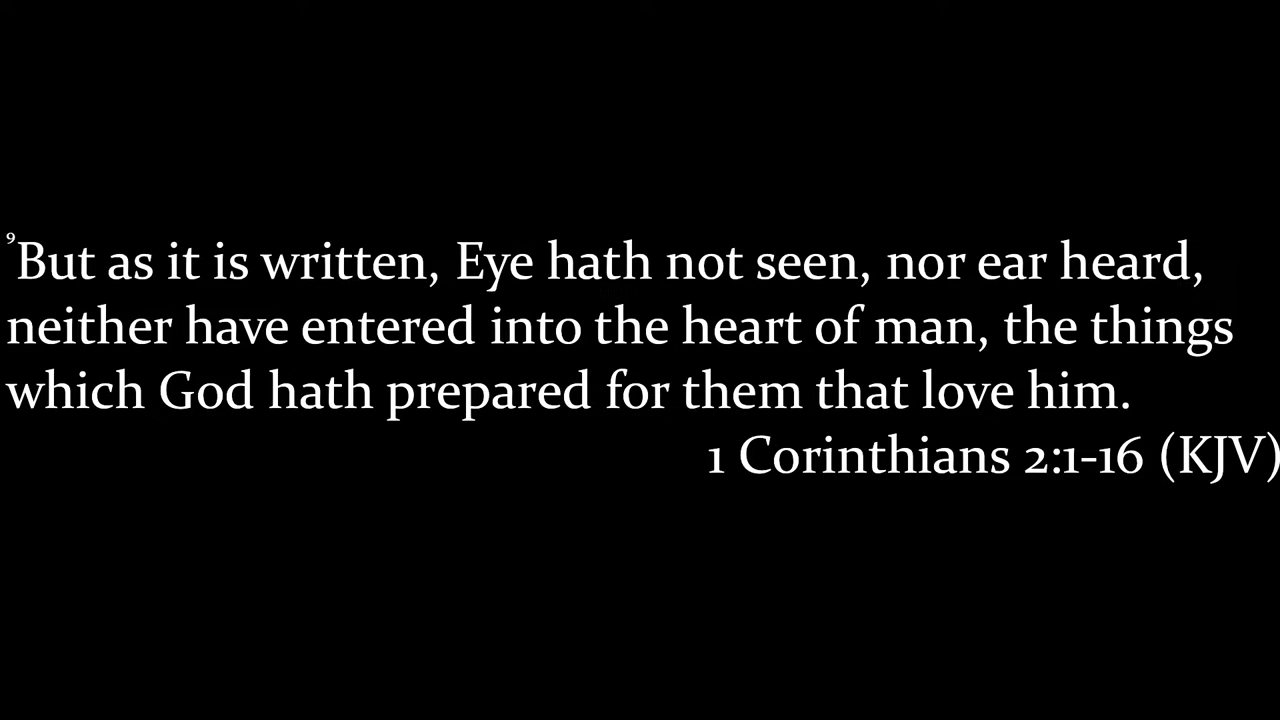 ⁹But as it is written, Eye hath not seen, nor ear heard,
neither have entered into the heart of man, the things
which God hath prepared for them that love him.
1 Corinthians 2:1-16 (KJV)